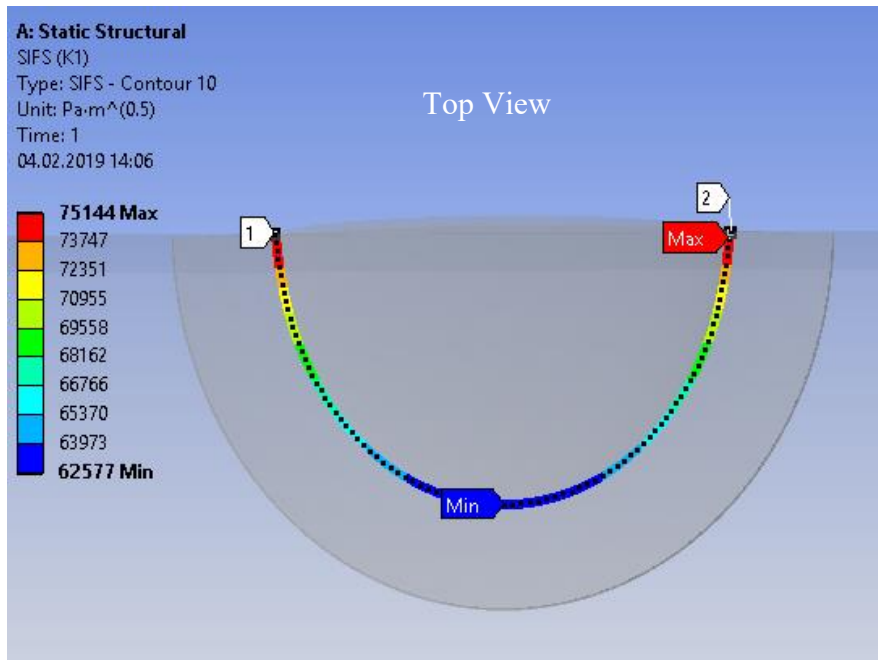 A: Static Structural
SIFS (K1)
Type: SIFS - Contour 10
Unit: Pa·m^(0.5)
Time: 1
04.02.2019 14:06
Top View
75144 Max
73747
72351
70955
69558
68162
66766
65370
63973
62577 Min
1
2
Max
Min